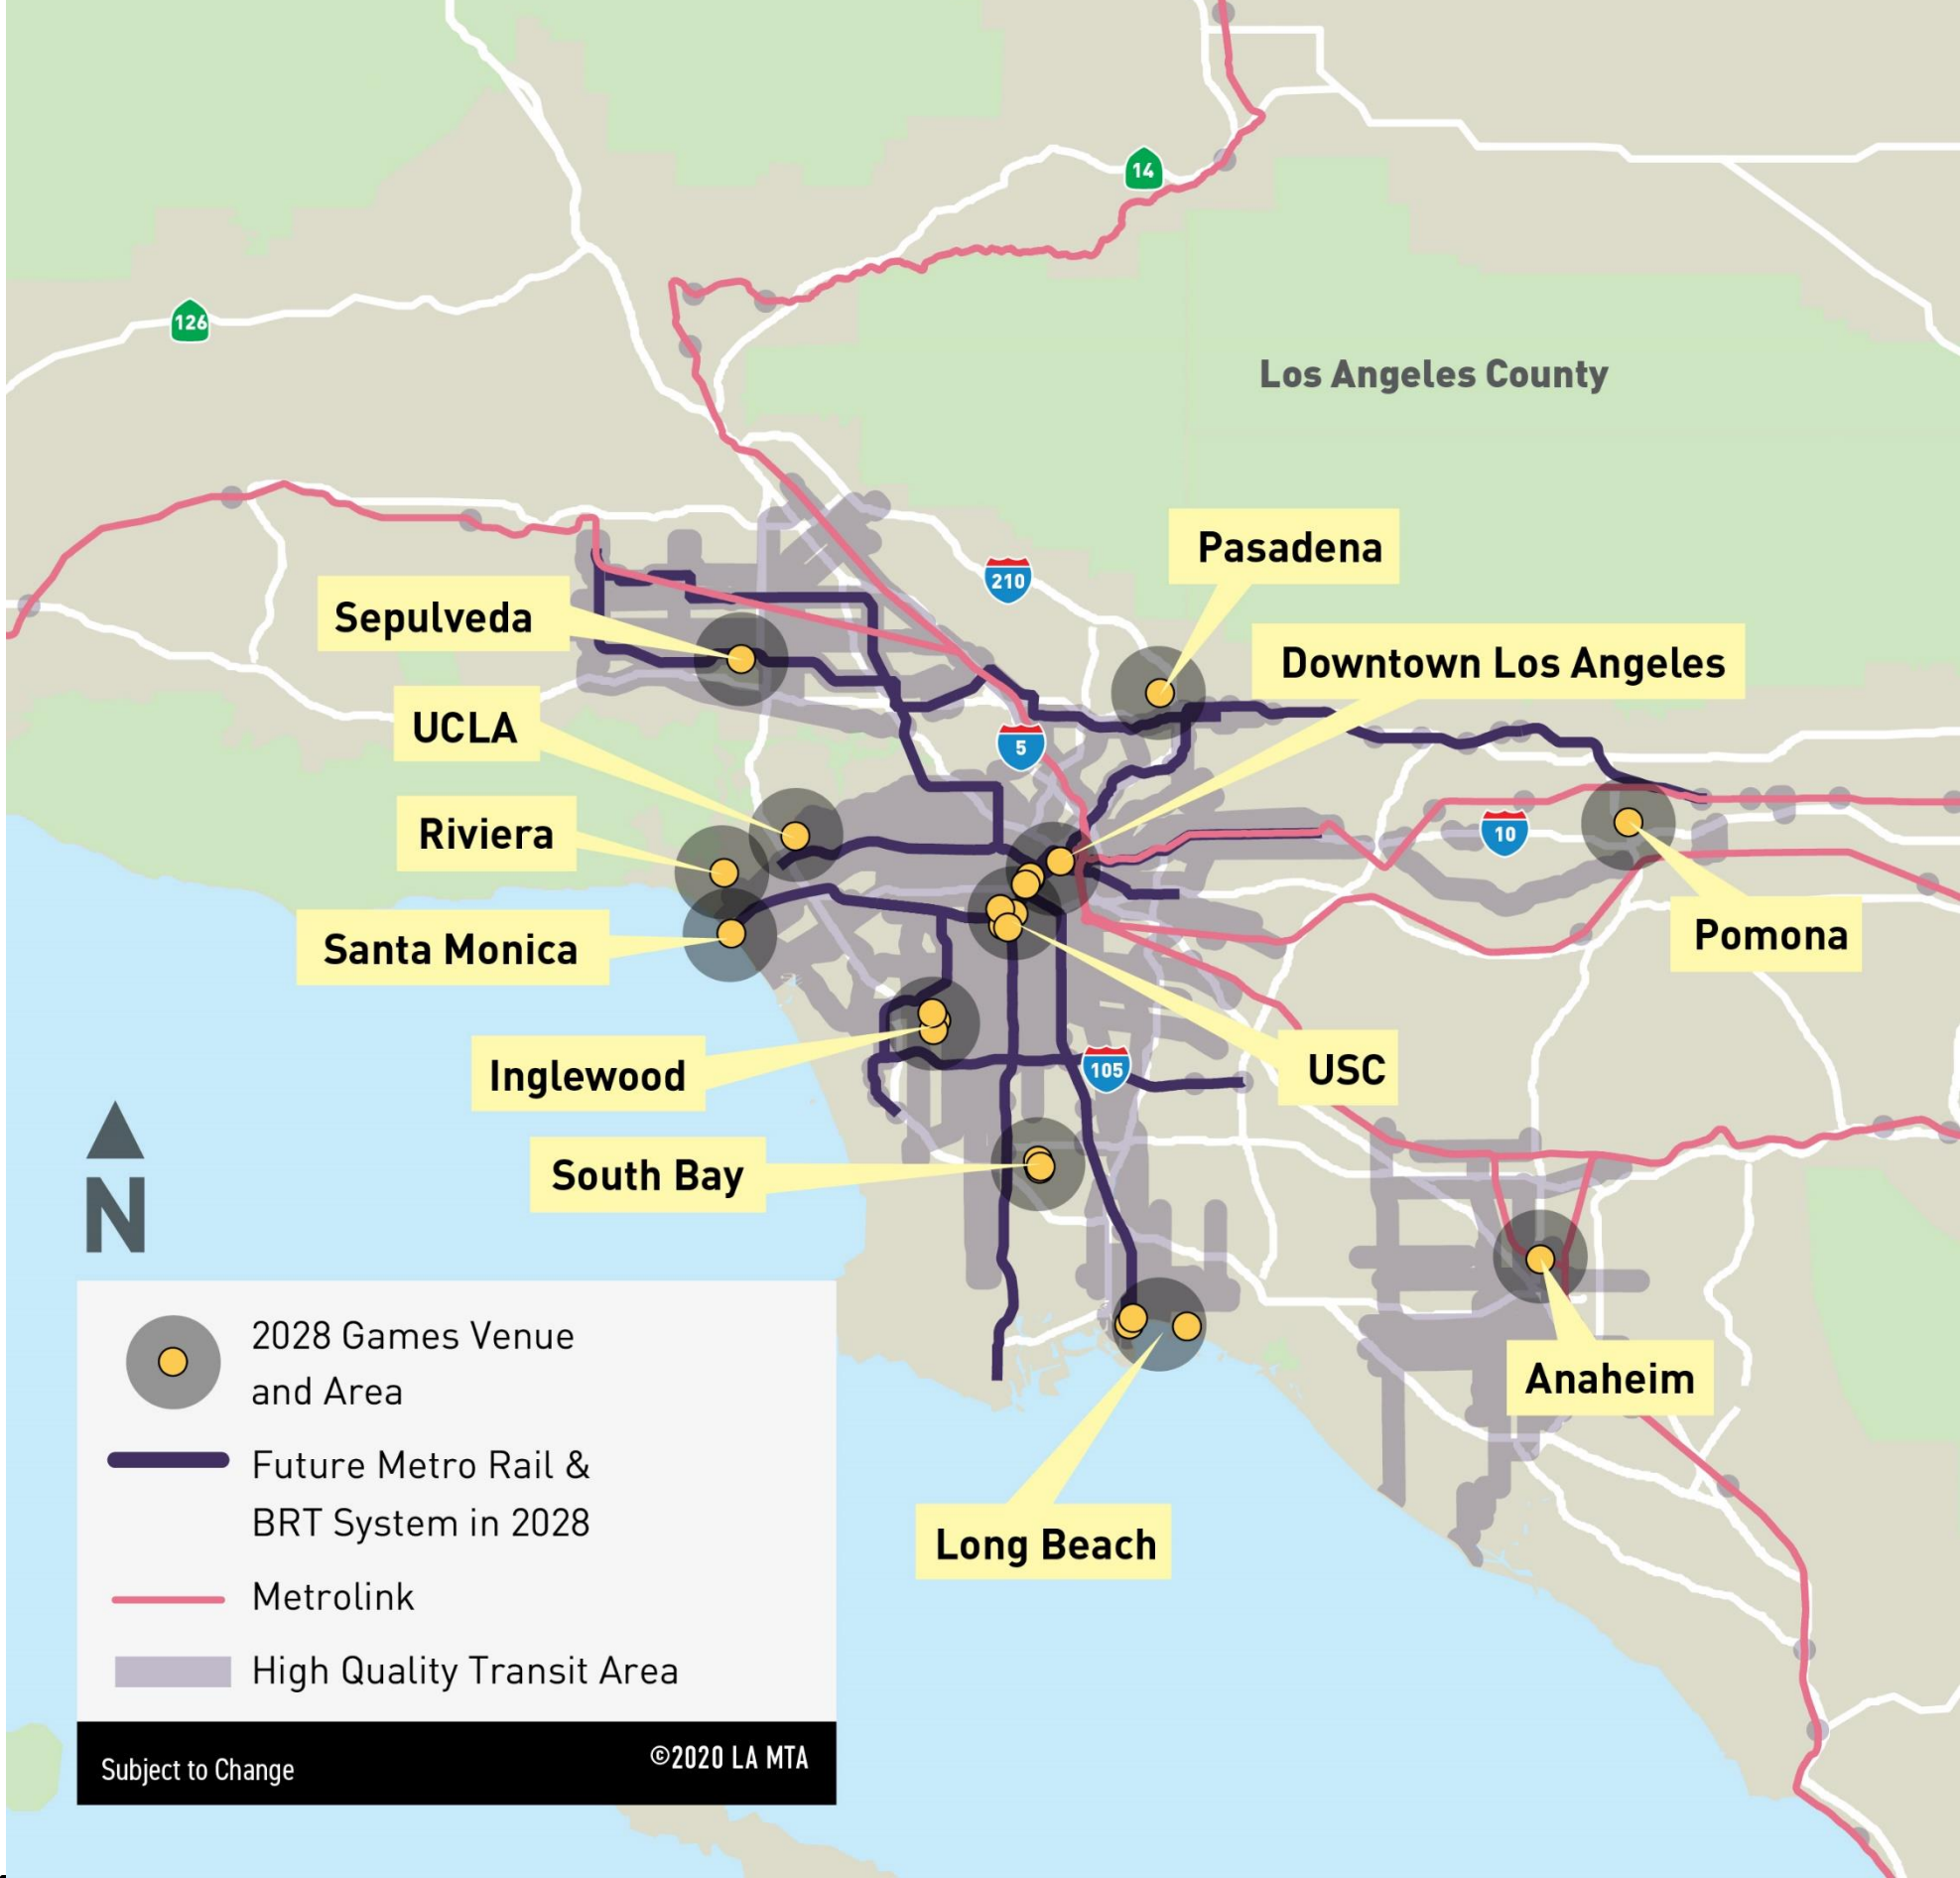 14
126
Los Angeles County
Pasadena
210
Sepulveda
Downtown Los Angeles
UCLA
5
Riviera
10
Santa Monica
Pomona
Inglewood
105
USC
South Bay
N
Anaheim
Long Beach
2028 Games Venue
and Area
Future Metro Rail &
BRT System in 2028
Metrolink
High Quality Transit Area
Subject to Change
©2020 LA MTA